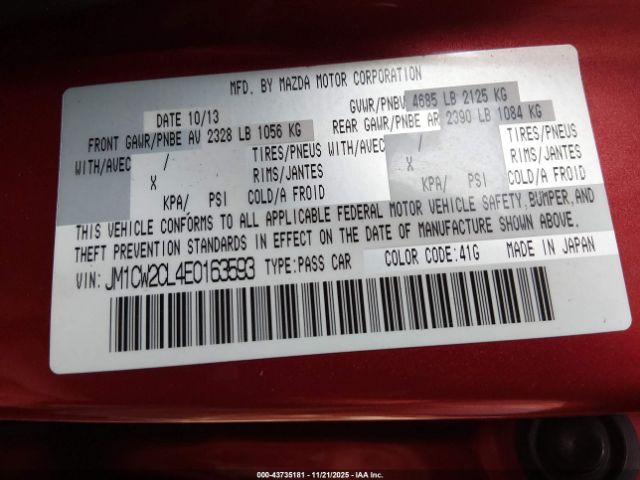 MFD. BY MAZDA MOTOR CORPORATION
DATE 10/13 GVWR/PNBV 4685 LB 2125 KG
FRONT GAWR/PNBE AV 2328 LB 1056 KG REAR GAWR/PNBE AR 2390 LB 1084 KG
WITH/AVEC / TIRES/PNEUS WITH/AVEC / TIRES/PNEUS
X RIMS/JANTES X RIMS/JANTES
KPA/ PSI COLD/A FROID KPA/ PSI COLD/A FROID
THIS VEHICLE CONFORMS TO ALL APPLICABLE FEDERAL MOTOR VEHICLE SAFETY, BUMPER, AND
THEFT PREVENTION STANDARDS IN EFFECT ON THE DATE OF MANUFACTURE SHOWN ABOVE.
VIN: JM1CW2CL4E0163593 TYPE:PASS CAR COLOR CODE:41G MADE IN JAPAN
000-43735181 - 11/21/2025 - IAAI Inc.